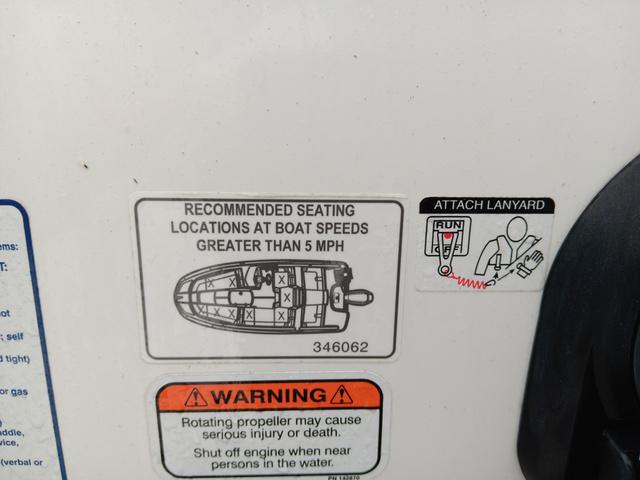 RECOMMENDED SEATING
LOCATIONS AT BOAT SPEEDS
GREATER THAN 5 MPH
X X X X X X X X
346062
ATTACH LANYARD
RUN
OFF
WARNING
Rotating propeller may cause
serious injury or death.
Shut off engine when near
persons in the water.
ems:
T:
ot
; self
d tight)
or gas
)
addle,
vice,
(verbal or